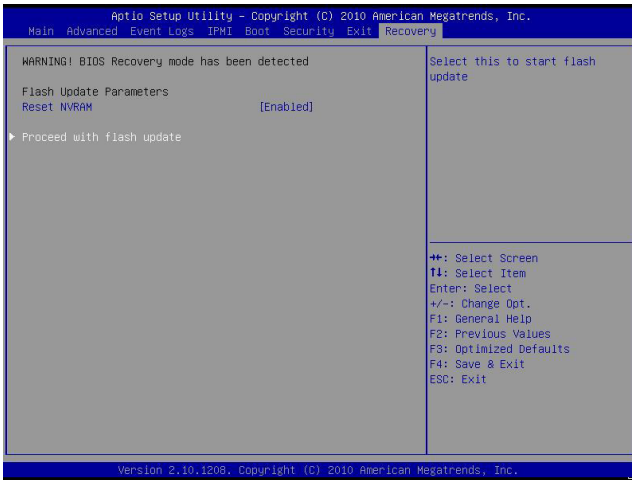 Aptio Setup Utility – Copyright (C) 2010 American Megatrends, Inc.
Main Advanced Event Logs IPMI Boot Security Exit Recovery
WARNING! BIOS Recovery mode has been detected
Flash Update Parameters
Reset NVRAM [Enabled]
▶ Proceed with flash update
Select this to start flash
update
→←: Select Screen
↑↓: Select Item
Enter: Select
+/-: Change Opt.
F1: General Help
F2: Previous Values
F3: Optimized Defaults
F4: Save & Exit
ESC: Exit
Version 2.10.1208. Copyright (C) 2010 American Megatrends, Inc.